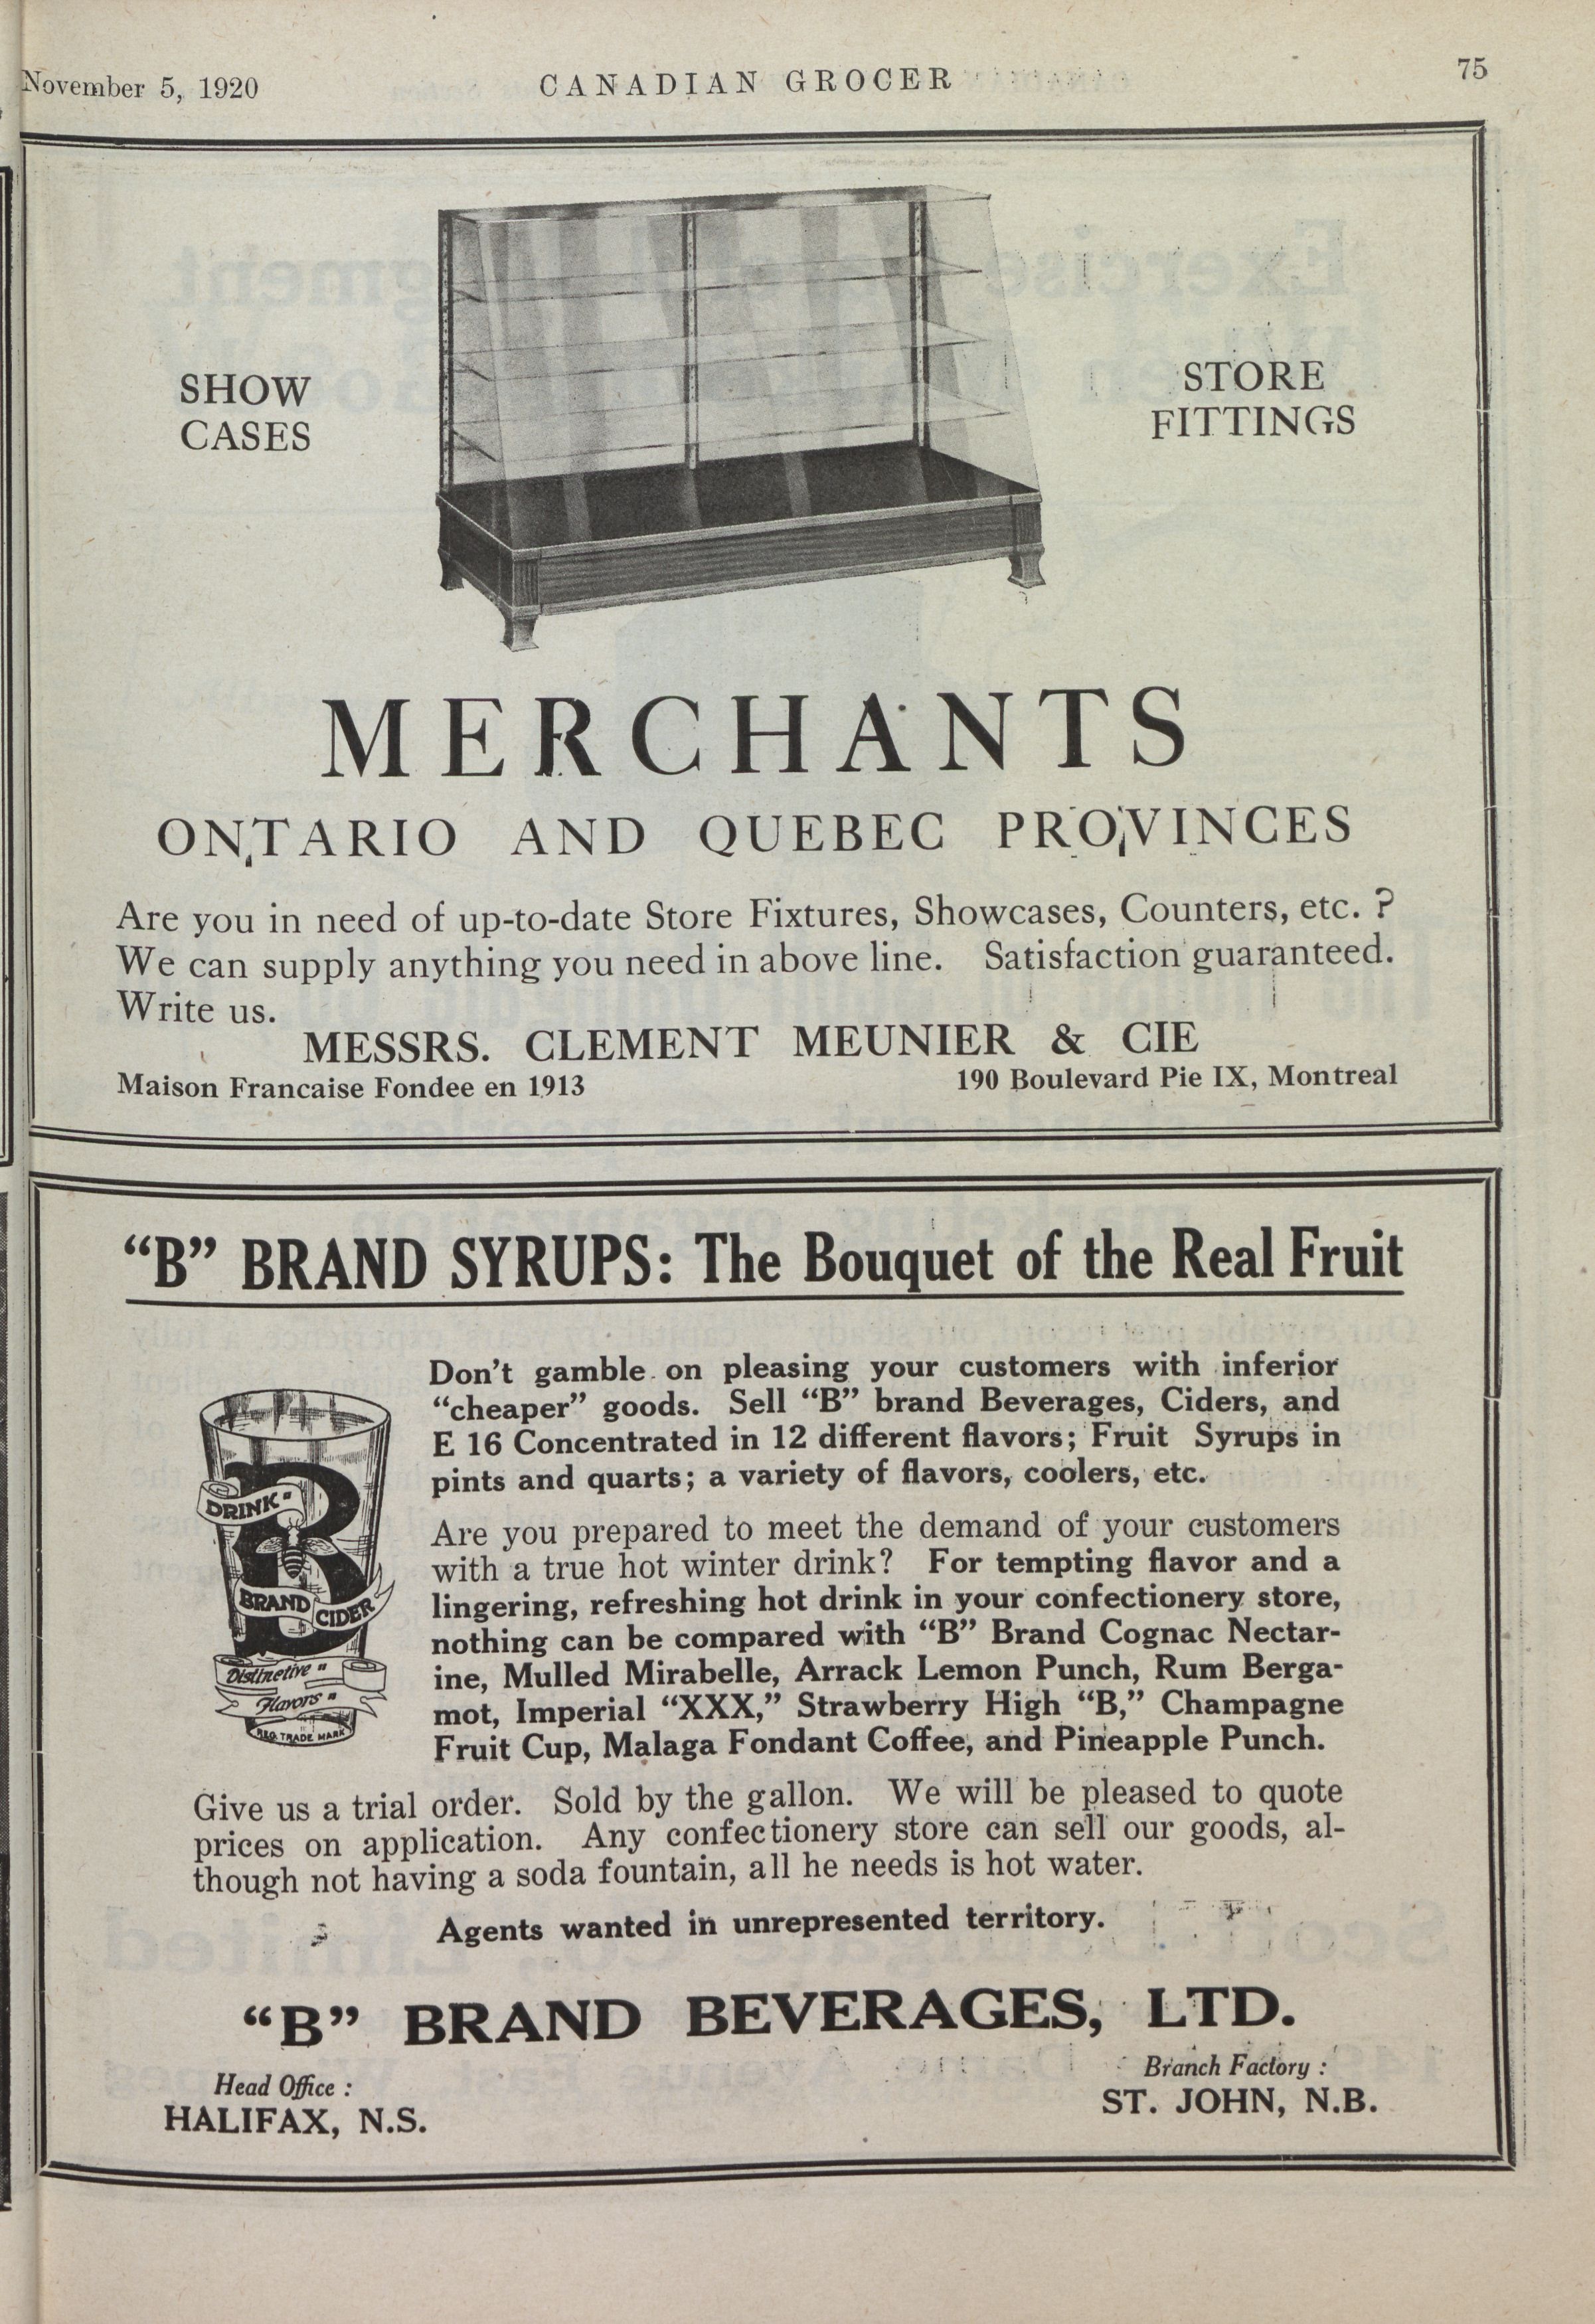 November 5, 1920
CANADIAN GROCER
75
SHOW
CASES
STORE
FITTINGS
MERCHANTS
ONTARIO AND QUEBEC PROVINCES
Are you in need of up-to-date Store Fixtures, Showcases, Counters, etc. ?
We can supply anything you need in above line. Satisfaction guaranteed.
Write us.
MESSRS. CLEMENT MEUNIER & CIE
Maison Francaise Fondee en 1913
190 Boulevard Pie IX, Montreal
“B” BRAND SYRUPS: The Bouquet of the Real Fruit
DRINK
B
BRAND CIDER
Distinctive
Flavors
REG. TRADE MARK
Don't gamble on pleasing your customers with inferior
“cheaper” goods. Sell “B” brand Beverages, Ciders, and
E 16 Concentrated in 12 different flavors; Fruit Syrups in
pints and quarts; a variety of flavors, coolers, etc.
Are you prepared to meet the demand of your customers
with a true hot winter drink? For tempting flavor and a
lingering, refreshing hot drink in your confectionery store,
nothing can be compared with “B” Brand Cognac Nectar-
ine, Mulled Mirabelle, Arrack Lemon Punch, Rum Berga-
mot, Imperial “XXX,” Strawberry High “B,” Champagne
Fruit Cup, Malaga Fondant Coffee, and Pineapple Punch.
Give us a trial order. Sold by the gallon. We will be pleased to quote
prices on application. Any confectionery store can sell our goods, al-
though not having a soda fountain, all he needs is hot water.
Agents wanted in unrepresented territory.
“B” BRAND BEVERAGES, LTD.
Head Office :
HALIFAX, N.S.
Branch Factory :
ST. JOHN, N.B.